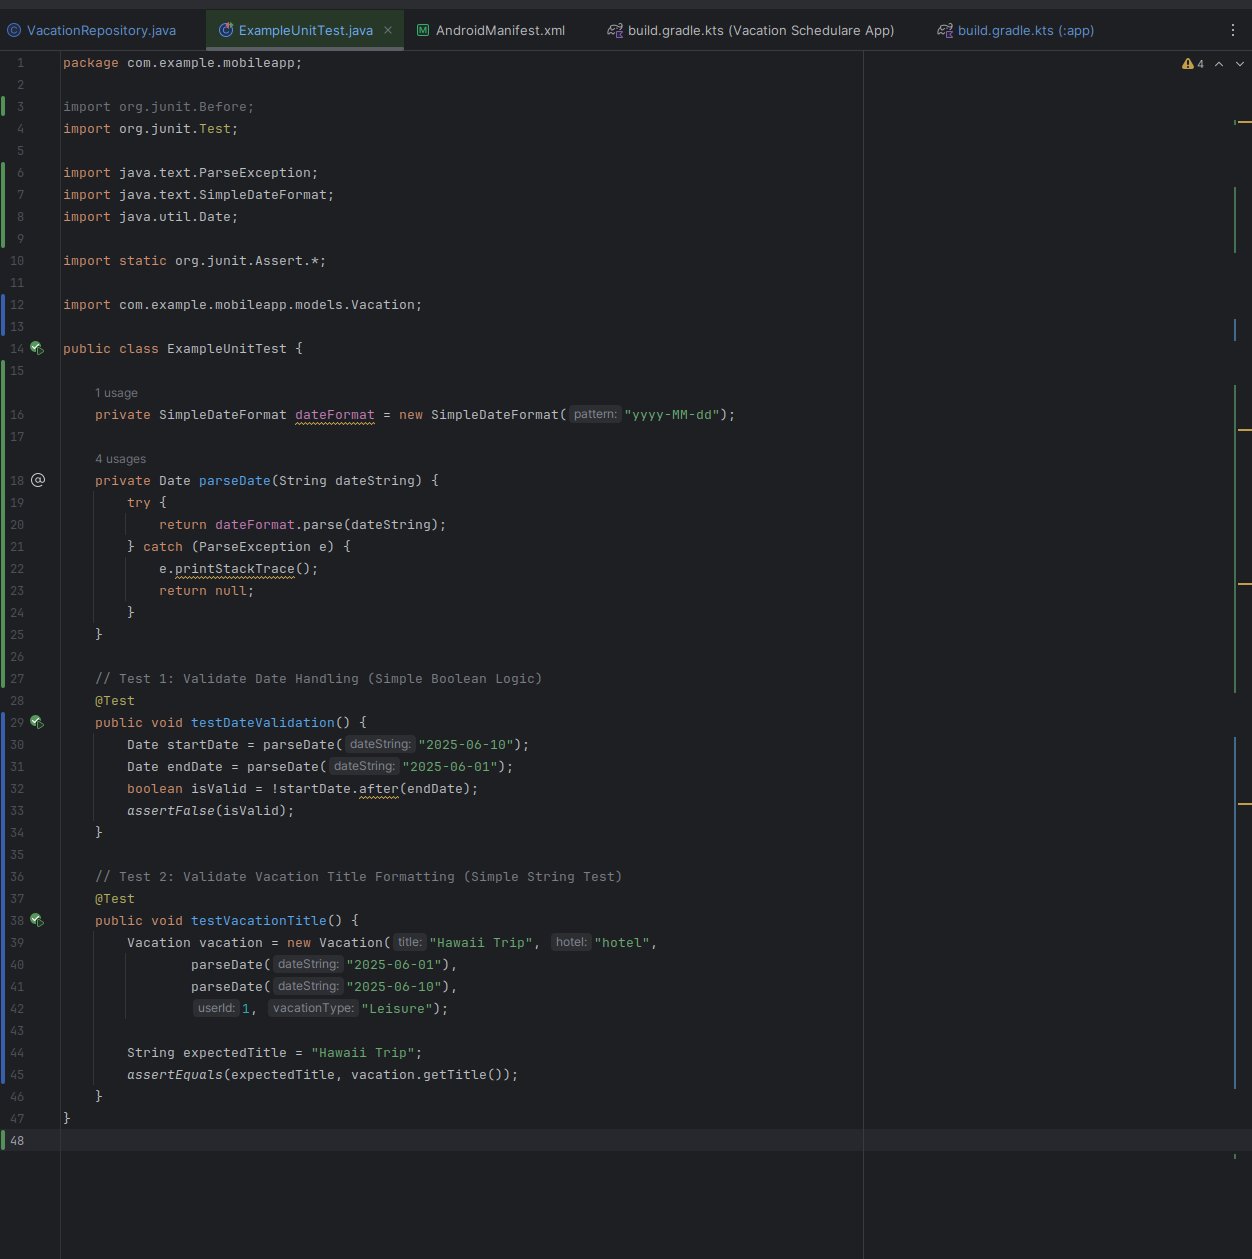 VacationRepository.java ExampleUnitTest.java AndroidManifest.xml build.gradle.kts (Vacation Schedulare App) build.gradle.kts (:app)
4
1 package com.example.mobileapp;
2
3 import org.junit.Before;
4 import org.junit.Test;
5
6 import java.text.ParseException;
7 import java.text.SimpleDateFormat;
8 import java.util.Date;
9
10 import static org.junit.Assert.*;
11
12 import com.example.mobileapp.models.Vacation;
13
14 public class ExampleUnitTest {
15
1 usage
16 private SimpleDateFormat dateFormat = new SimpleDateFormat( pattern: "yyyy-MM-dd");
17
4 usages
18 private Date parseDate(String dateString) {
19 try {
20 return dateFormat.parse(dateString);
21 } catch (ParseException e) {
22 e.printStackTrace();
23 return null;
24 }
25 }
26
27 // Test 1: Validate Date Handling (Simple Boolean Logic)
28 @Test
29 public void testDateValidation() {
30 Date startDate = parseDate( dateString: "2025-06-10");
31 Date endDate = parseDate( dateString: "2025-06-01");
32 boolean isValid = !startDate.after(endDate);
33 assertFalse(isValid);
34 }
35
36 // Test 2: Validate Vacation Title Formatting (Simple String Test)
37 @Test
38 public void testVacationTitle() {
39 Vacation vacation = new Vacation( title: "Hawaii Trip", hotel: "hotel",
40 parseDate( dateString: "2025-06-01"),
41 parseDate( dateString: "2025-06-10"),
42 userId: 1, vacationType: "Leisure");
43
44 String expectedTitle = "Hawaii Trip";
45 assertEquals(expectedTitle, vacation.getTitle());
46 }
47 }
48